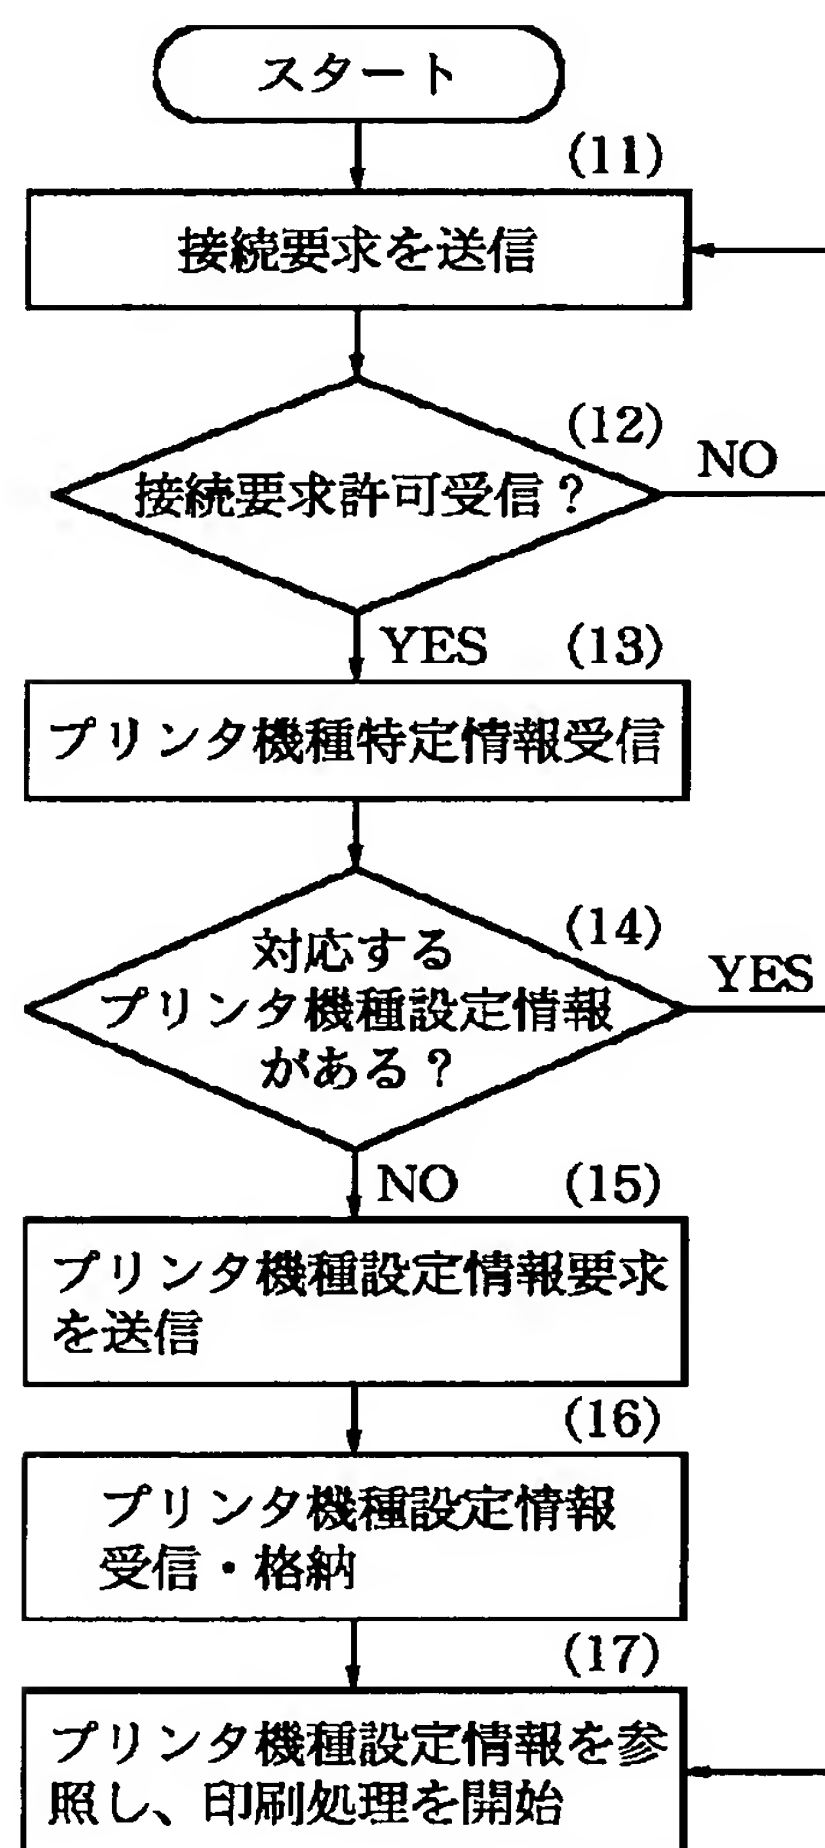 スタート
(11)
接続要求を送信
(12)
NO
接続要求許可受信？
YES
(13)
プリンタ機種特定情報受信
(14)
YES
対応する
プリンタ機種設定情報
がある？
NO
(15)
プリンタ機種設定情報要求
を送信
(16)
プリンタ機種設定情報
受信・格納
(17)
プリンタ機種設定情報を参
照し、印刷処理を開始